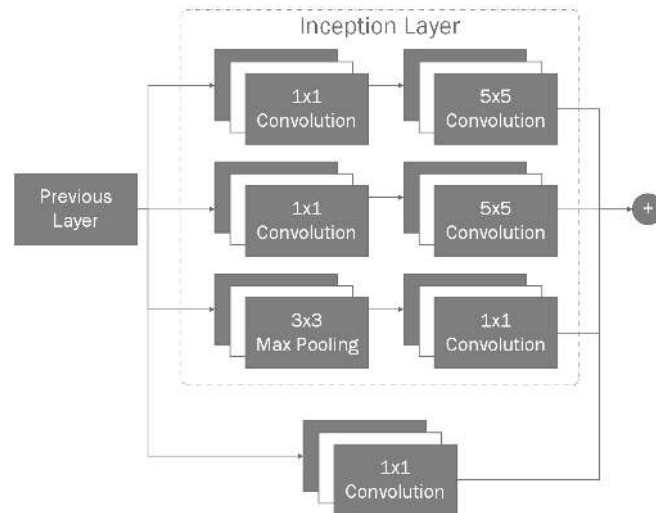 Inception Layer
1x1
Convolution
5x5
Convolution
Previous
Layer
1x1
Convolution
5x5
Convolution
+
3x3
Max Pooling
1x1
Convolution
1x1
Convolution